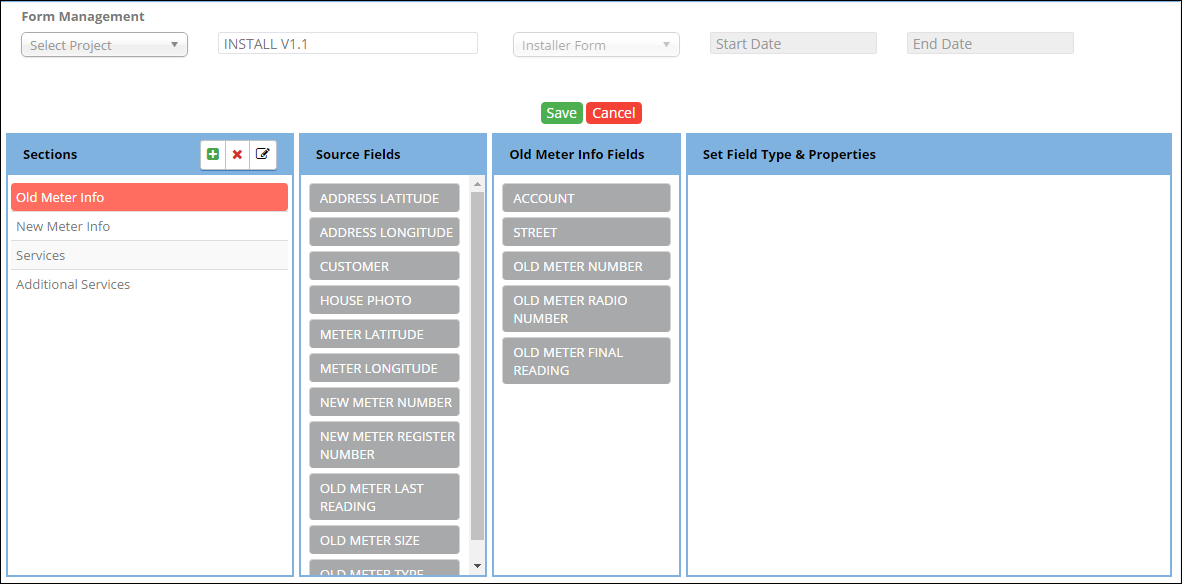 Form Management
Select Project
INSTALL V1.1
Installer Form
Start Date
End Date
Save
Cancel
Sections
Old Meter Info
New Meter Info
Services
Additional Services
Source Fields
ADDRESS LATITUDE
ADDRESS LONGITUDE
CUSTOMER
HOUSE PHOTO
METER LATITUDE
METER LONGITUDE
NEW METER NUMBER
NEW METER REGISTER
NUMBER
OLD METER LAST
READING
OLD METER SIZE
OLD METER TYPE
Old Meter Info Fields
ACCOUNT
STREET
OLD METER NUMBER
OLD METER RADIO
NUMBER
OLD METER FINAL
READING
Set Field Type & Properties